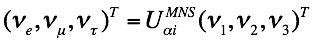 (ν_e, ν_μ, ν_τ)^T = U_{αi}^{MNS}(ν_1, ν_2, ν_3)^T